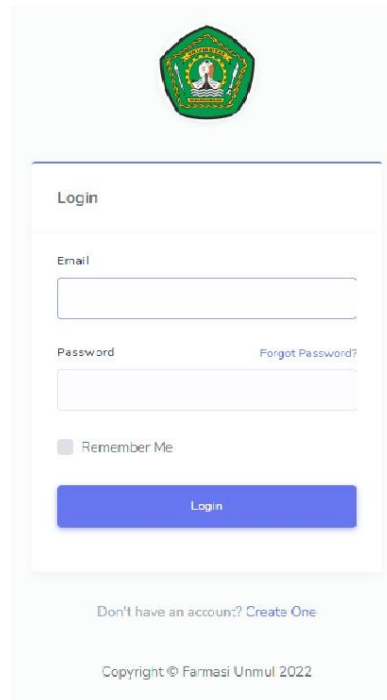 Login
Email
Password Forgot Password?
Remember Me
Login
Don't have an account? Create One
Copyright © Farmasi Unmul 2022